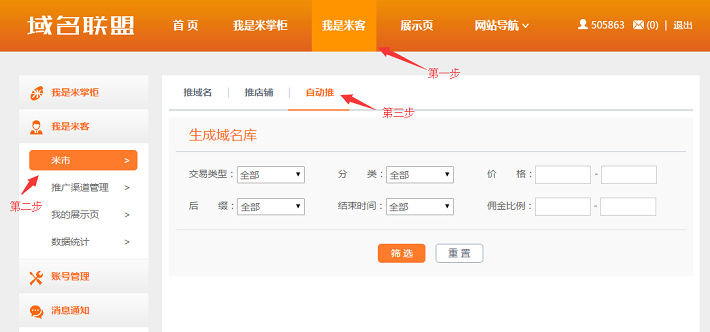 域名联盟 首 页 我是米掌柜 我是米客 展示页 网站导航 505863 (0) | 退出
第一步
我是米掌柜
我是米客
米市 >
第二步
推广渠道管理 >
我的展示页 >
数据统计 >
账号管理
消息通知
推域名 | 推店铺 | 自动推
第三步
生成域名库
交易类型： 全部 分 类： 全部 价 格： -
后 缀： 全部 结束时间： 全部 佣金比例： -
筛 选 重 置